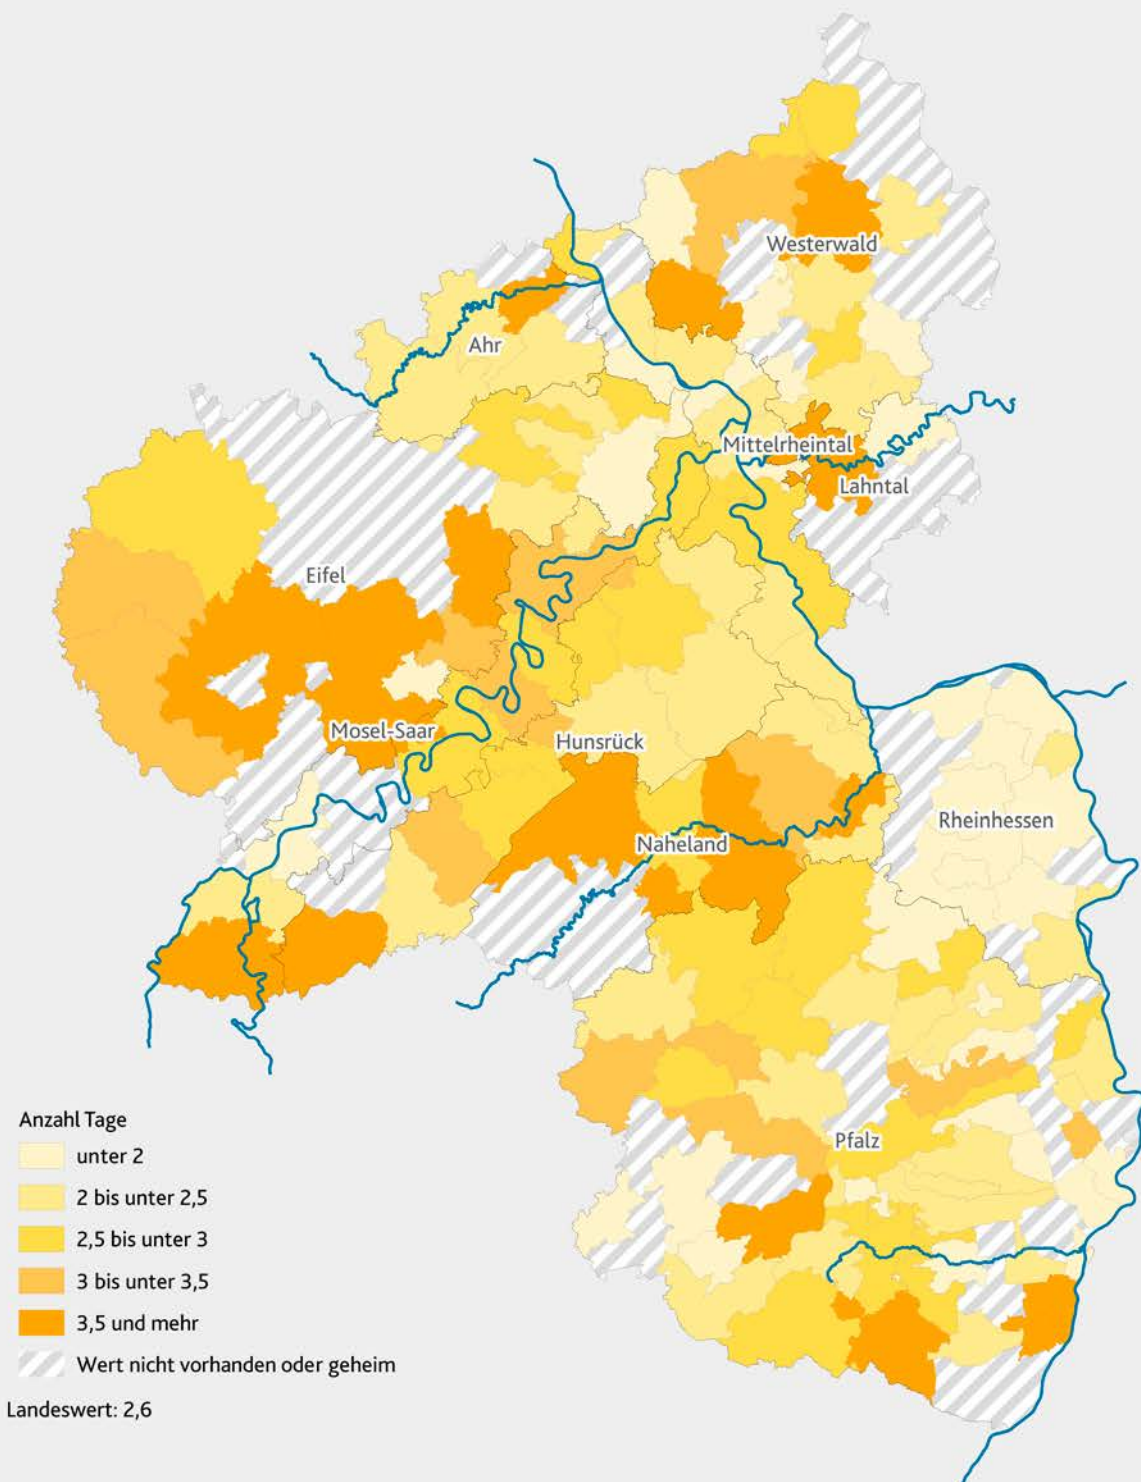 Westerwald
Ahr
Mittelrheintal
Lahntal
Eifel
Mosel-Saar
Hunsrück
Rheinhessen
Naheland
Pfalz
Anzahl Tage
unter 2
2 bis unter 2,5
2,5 bis unter 3
3 bis unter 3,5
3,5 und mehr
Wert nicht vorhanden oder geheim
Landeswert: 2,6